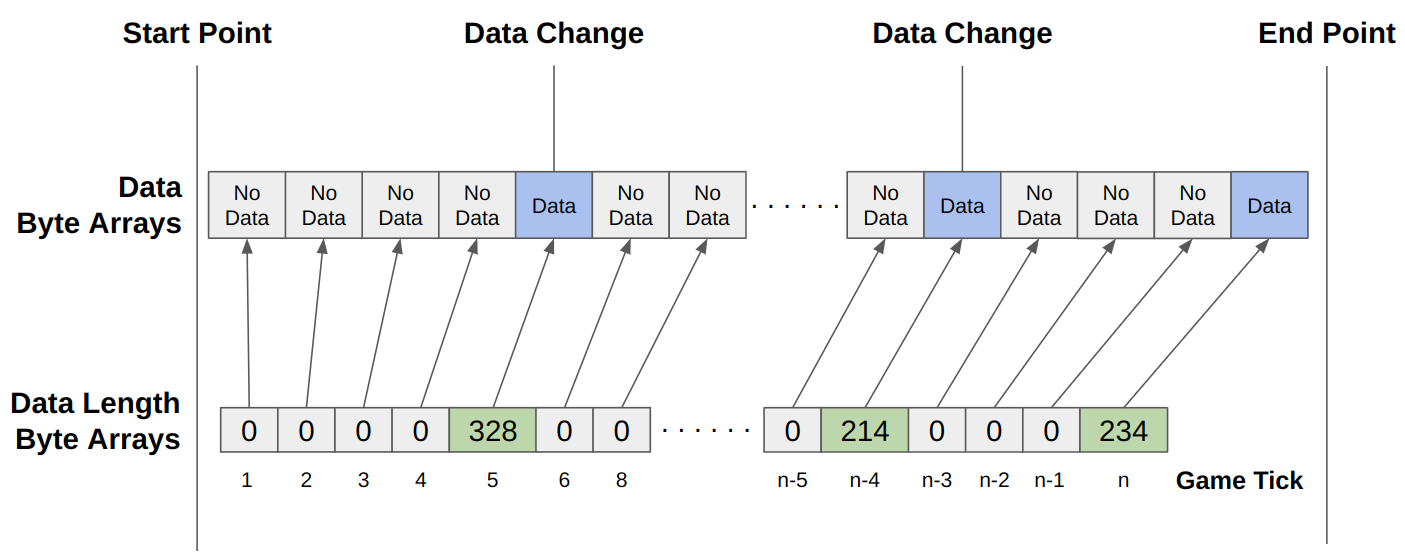 Start Point
Data Change
Data Change
End Point
Data
Byte Arrays
No
Data
No
Data
No
Data
No
Data
Data
No
Data
No
Data
. . . . . .
No
Data
Data
No
Data
No
Data
No
Data
Data
Data Length
Byte Arrays
0 0 0 0 328 0 0 . . . . . . 0 214 0 0 0 234
1 2 3 4 5 6 8 n-5 n-4 n-3 n-2 n-1 n Game Tick